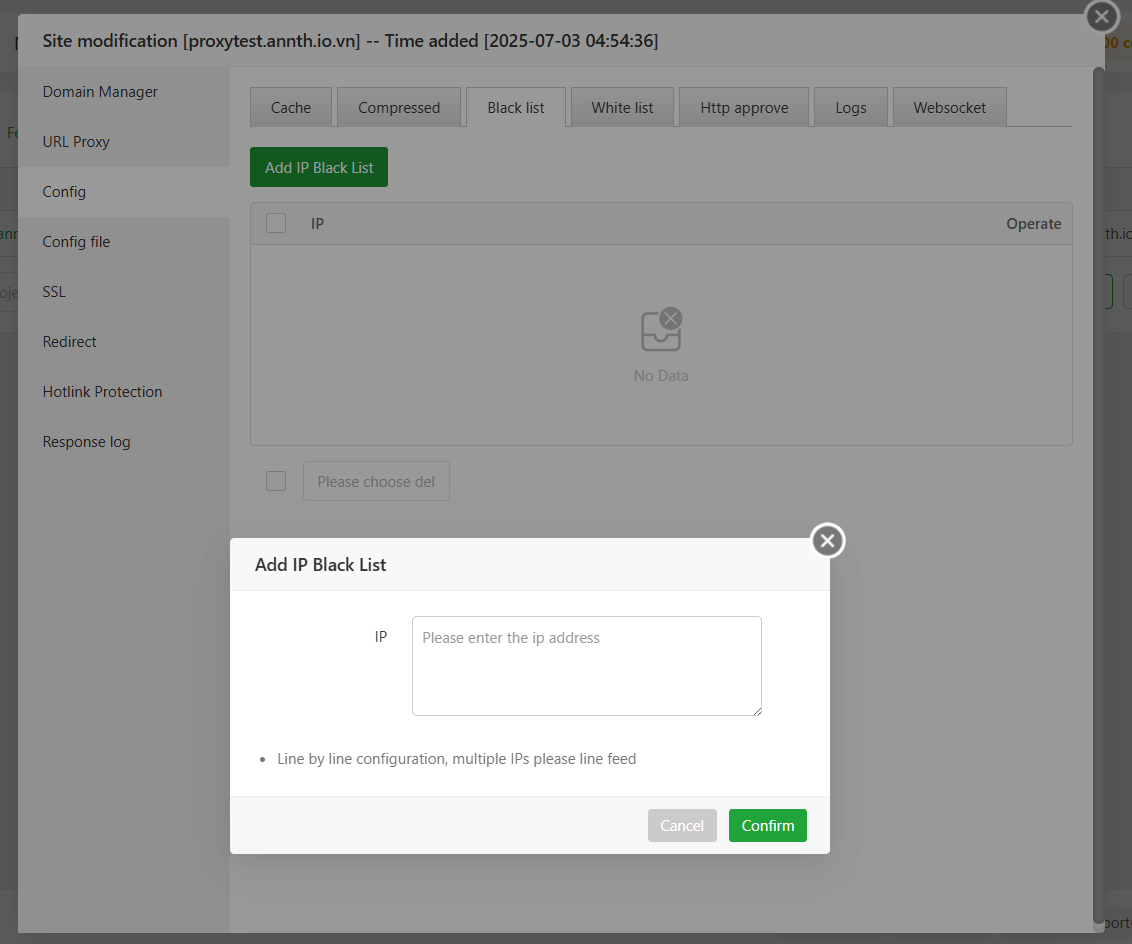 Site modification [proxytest.annth.io.vn] -- Time added [2025-07-03 04:54:36]
Domain Manager
URL Proxy
Config
Config file
SSL
Redirect
Hotlink Protection
Response log
Cache
Compressed
Black list
White list
Http approve
Logs
Websocket
Add IP Black List
IP
Operate
No Data
Please choose del
th.io
Add IP Black List
IP
Please enter the ip address
Line by line configuration, multiple IPs please line feed
Cancel
Confirm